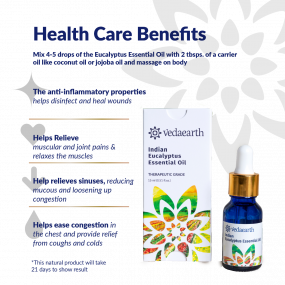 Health Care Benefits
Mix 4-5 drops of the Eucalyptus Essential Oil with 2 tbsps. of a carrier
oil like coconut oil or jojoba oil and massage on body
The anti-inflammatory properties
helps disinfect and heal wounds
Helps Relieve
muscular and joint pains &
relaxes the muscles
Help relieves sinuses, reducing
mucous and loosening up
congestion
Helps ease congestion in
the chest and provide relief
from coughs and colds
*This natural product will take
21 days to show result
vedaearth
Indian
Eucalyptus
Essential Oil
THERAPEUTIC GRADE
vedaearth
Indian
Eucalyptus Essential Oil